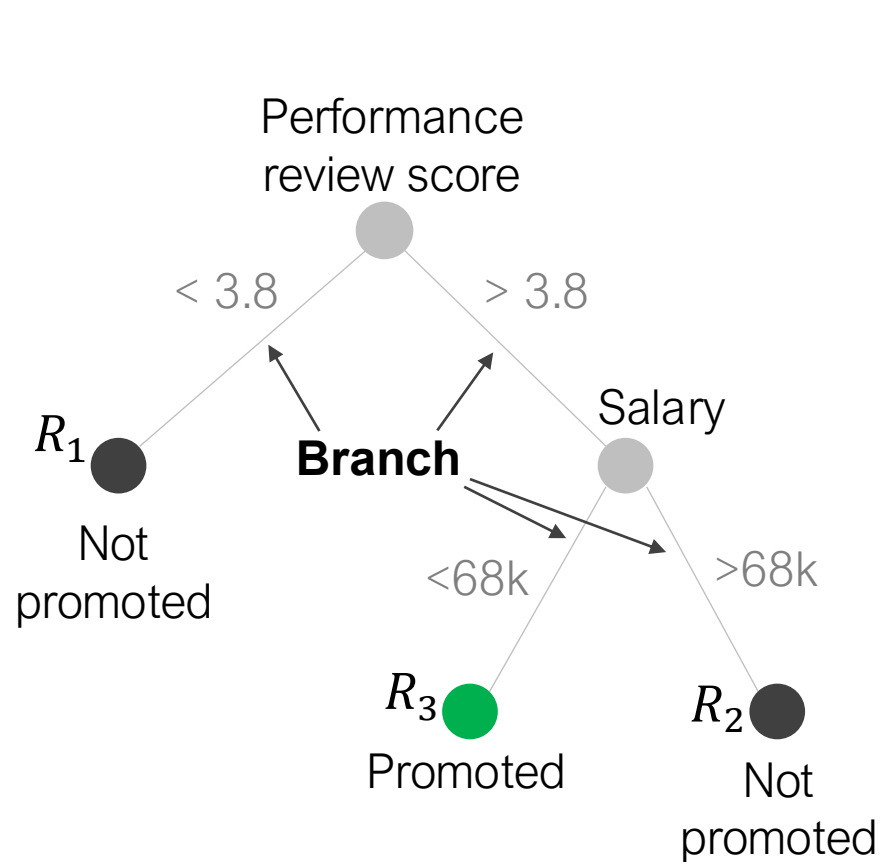 Performance
review score
< 3.8
> 3.8
Salary
R₁
Branch
Not
promoted
<68k
>68k
R₃
R₂
Promoted
Not
promoted